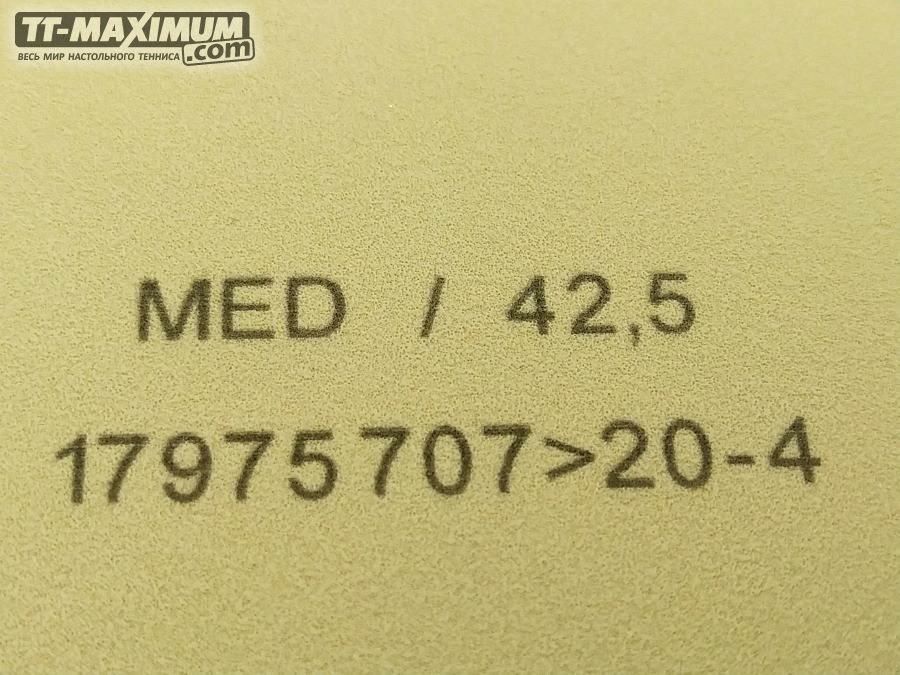 TT-MAXIMUM
.com
ВЕСЬ МИР НАСТОЛЬНОГО ТЕННИСА
MED / 42,5
17975707>20-4